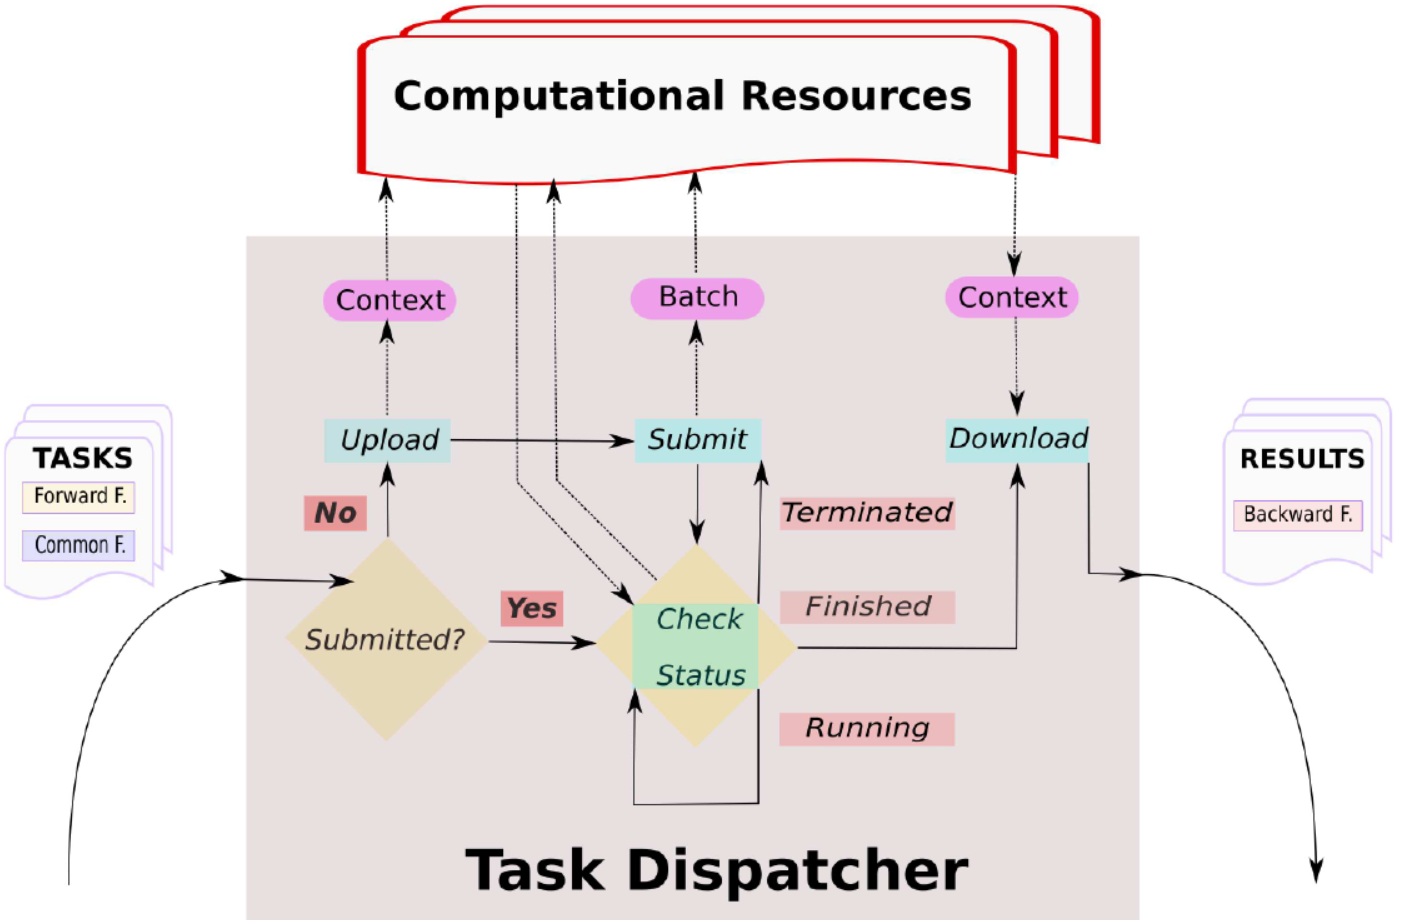 Computational Resources
Context
Batch
Context
Upload
Submit
Download
TASKS
Forward F.
Common F.
RESULTS
Backward F.
No
Terminated
Yes
Finished
Submitted?
Check
Status
Running
Task Dispatcher